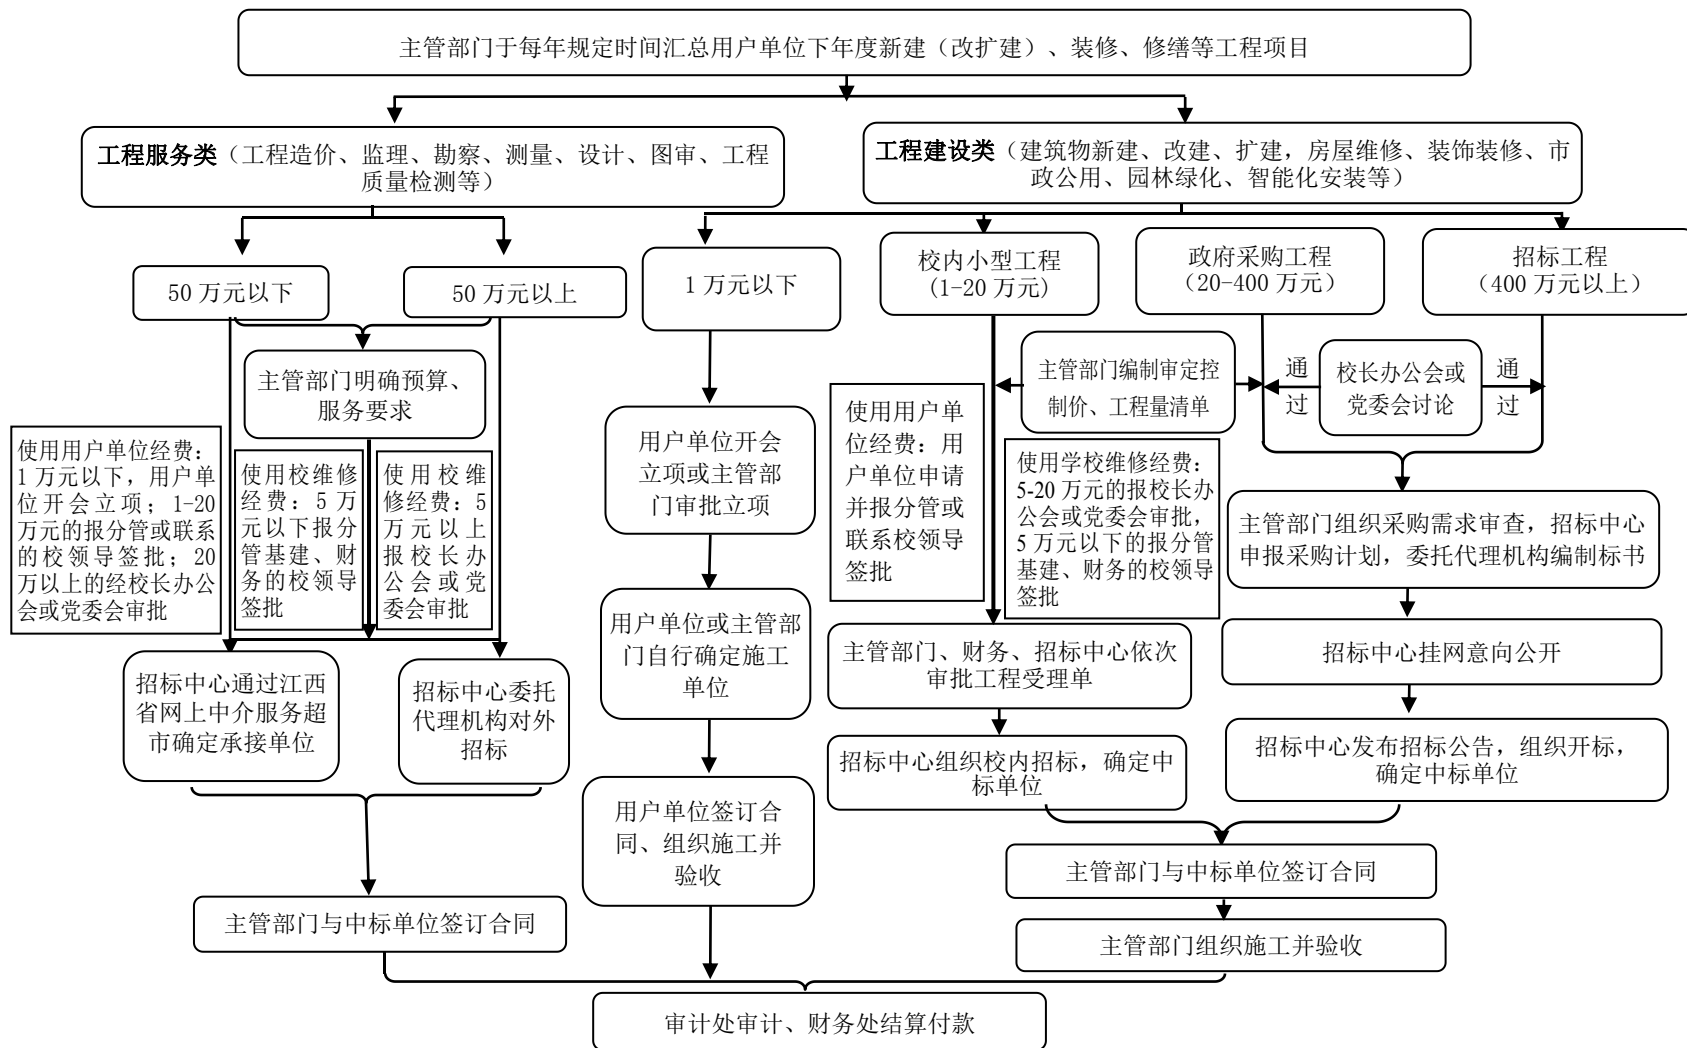 主管部门于每年规定时间汇总用户单位下年度新建（改扩建）、装修、修缮等工程项目
工程服务类（工程造价、监理、勘察、测量、设计、图审、工程
质量检测等）
工程建设类（建筑物新建、改建、扩建，房屋维修、装饰装修、市
政公用、园林绿化、智能化安装等）
50 万元以下
50 万元以上
1 万元以下
校内小型工程
(1-20 万元)
政府采购工程
（20-400 万元）
招标工程
（400 万元以上）
主管部门明确预算、
服务要求
主管部门编制审定控
制价、工程量清单
通
过
校长办公会或
党委会讨论
通
过
使用用户单位经费：
1 万元以下，用户单
位开会立项；1-20
万元的报分管或联系
的校领导签批；20
万以上的经校长办公
会或党委会审批
使用校维修
经费：5 万
元以下报分
管基建、财
务的校领导
签批
使用校维
修经费：5
万元以上
报校长办
公会或党
委会审批
用户单位开会
立项或主管部
门审批立项
使用用户单
位经费：用
户单位申请
并报分管或
联系校领导
签批
使用学校维修经费：
5-20 万元的报校长办
公会或党委会审批，
5 万元以下的报分管
基建、财务的校领导
签批
主管部门组织采购需求审查，招标中心
申报采购计划，委托代理机构编制标书
招标中心通过江西
省网上中介服务超
市确定承接单位
招标中心委托
代理机构对外
招标
用户单位或主管部
门自行确定施工
单位
主管部门、财务、招标中心依次
审批工程受理单
招标中心挂网意向公开
招标中心组织校内招标，确定中
标单位
招标中心发布招标公告，组织开标，
确定中标单位
用户单位签订合
同、组织施工并
验收
主管部门与中标单位签订合同
主管部门与中标单位签订合同
主管部门组织施工并验收
审计处审计、财务处结算付款